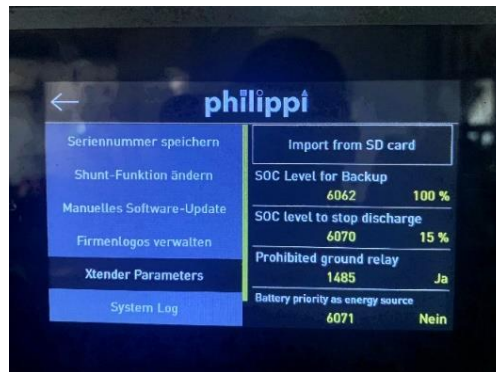 philippi
Seriennummer speichern
Shunt-Funktion ändern
Manuelles Software-Update
Firmenlogos verwalten
Xtender Parameters
System Log
Import from SD card
SOC Level for Backup
6062 100 %
SOC level to stop discharge
6070 15 %
Prohibited ground relay
1485 Ja
Battery priority as energy source
6071 Nein